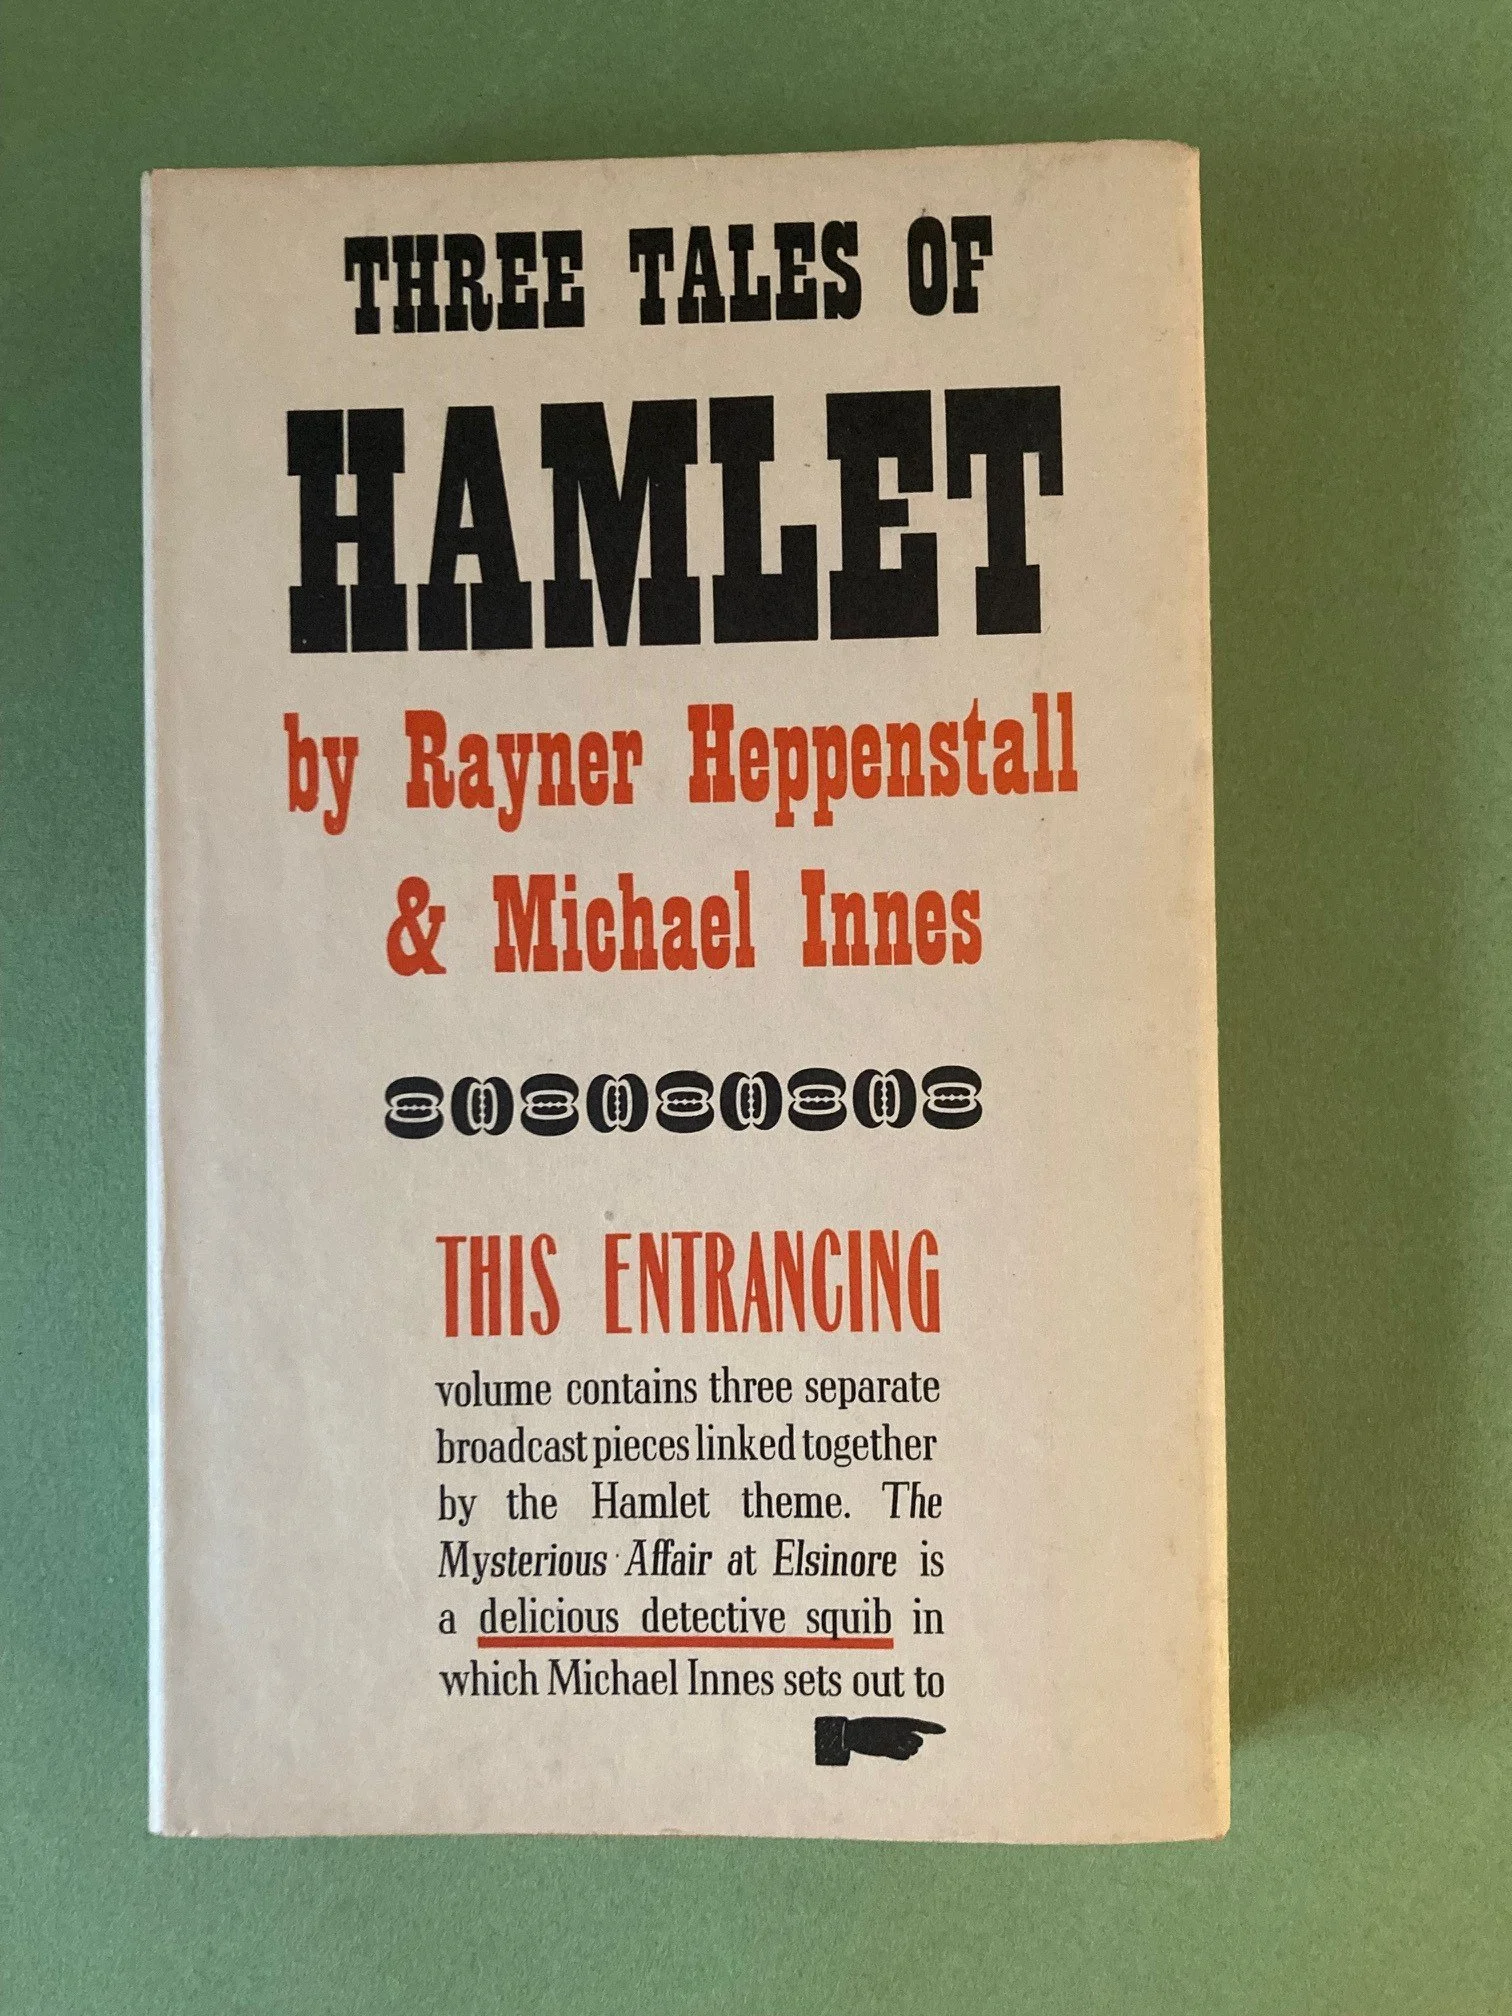 THREE TALES OF
HAMLET
by Rayner Heppenstall
& Michael Innes
THIS ENTRANCING
volume contains three separate
broadcast pieces linked together
by the Hamlet theme. The
Mysterious Affair at Elsinore is
a delicious detective squib in
which Michael Innes sets out to